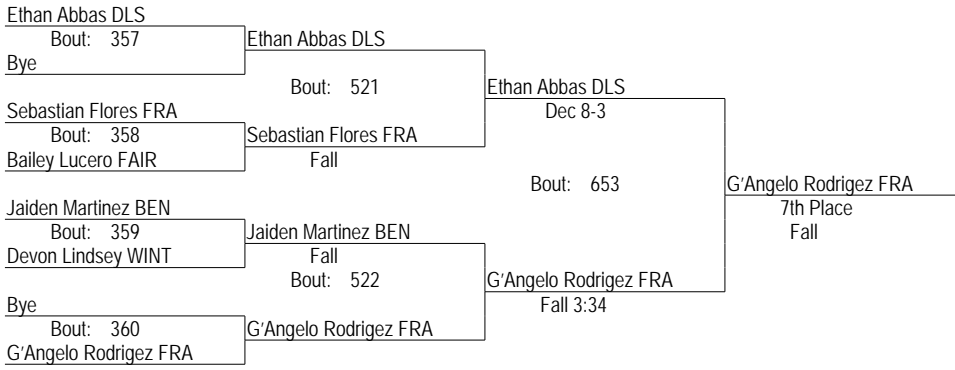 Ethan Abbas DLS
Bout: 357
Bye
Ethan Abbas DLS
Bout: 521
Sebastian Flores FRA
Bout: 358
Bailey Lucero FAIR
Sebastian Flores FRA
Fall
Ethan Abbas DLS
Dec 8-3
Bout: 653
Jaiden Martinez BEN
Bout: 359
Devon Lindsey WINT
Jaiden Martinez BEN
Fall
Bout: 522
Bye
Bout: 360
G'Angelo Rodrigez FRA
G'Angelo Rodrigez FRA
G'Angelo Rodrigez FRA
Fall 3:34
G'Angelo Rodrigez FRA
7th Place
Fall